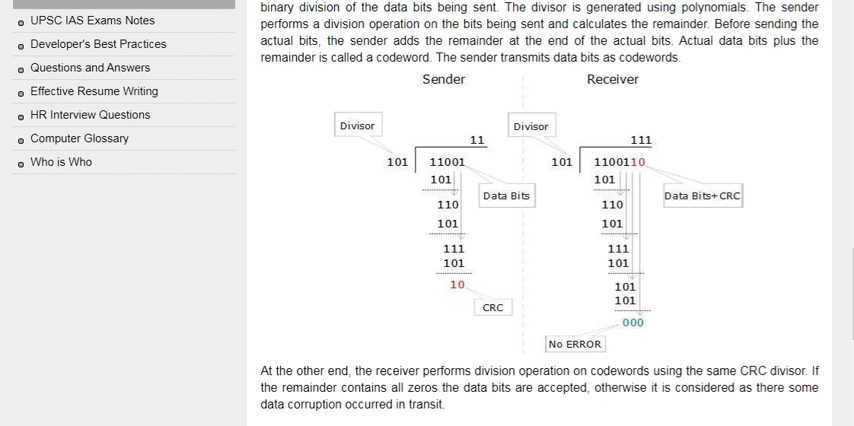 UPSC IAS Exams Notes
Developer's Best Practices
Questions and Answers
Effective Resume Writing
HR Interview Questions
Computer Glossary
Who is Who
binary division of the data bits being sent. The divisor is generated using polynomials. The sender
performs a division operation on the bits being sent and calculates the remainder. Before sending the
actual bits, the sender adds the remainder at the end of the actual bits. Actual data bits plus the
remainder is called a codeword. The sender transmits data bits as codewords.
Sender
Divisor
11
101
11001
101
Data Bits
110
101
111
101
10
CRC
Receiver
Divisor
111
101
1100110
101
Data Bits+CRC
110
101
111
101
101
101
000
No ERROR
At the other end, the receiver performs division operation on codewords using the same CRC divisor. If
the remainder contains all zeros the data bits are accepted, otherwise it is considered as there some
data corruption occurred in transit.